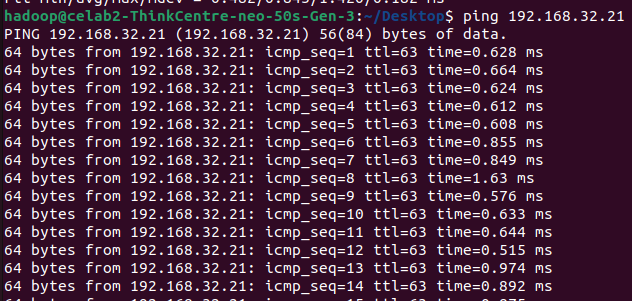 hadoop@celab2-ThinkCentre-neo-50s-Gen-3:~/Desktop$ ping 192.168.32.21
PING 192.168.32.21 (192.168.32.21) 56(84) bytes of data.
64 bytes from 192.168.32.21: icmp_seq=1 ttl=63 time=0.628 ms
64 bytes from 192.168.32.21: icmp_seq=2 ttl=63 time=0.664 ms
64 bytes from 192.168.32.21: icmp_seq=3 ttl=63 time=0.624 ms
64 bytes from 192.168.32.21: icmp_seq=4 ttl=63 time=0.612 ms
64 bytes from 192.168.32.21: icmp_seq=5 ttl=63 time=0.608 ms
64 bytes from 192.168.32.21: icmp_seq=6 ttl=63 time=0.855 ms
64 bytes from 192.168.32.21: icmp_seq=7 ttl=63 time=0.849 ms
64 bytes from 192.168.32.21: icmp_seq=8 ttl=63 time=1.63 ms
64 bytes from 192.168.32.21: icmp_seq=9 ttl=63 time=0.576 ms
64 bytes from 192.168.32.21: icmp_seq=10 ttl=63 time=0.633 ms
64 bytes from 192.168.32.21: icmp_seq=11 ttl=63 time=0.644 ms
64 bytes from 192.168.32.21: icmp_seq=12 ttl=63 time=0.515 ms
64 bytes from 192.168.32.21: icmp_seq=13 ttl=63 time=0.974 ms
64 bytes from 192.168.32.21: icmp_seq=14 ttl=63 time=0.892 ms